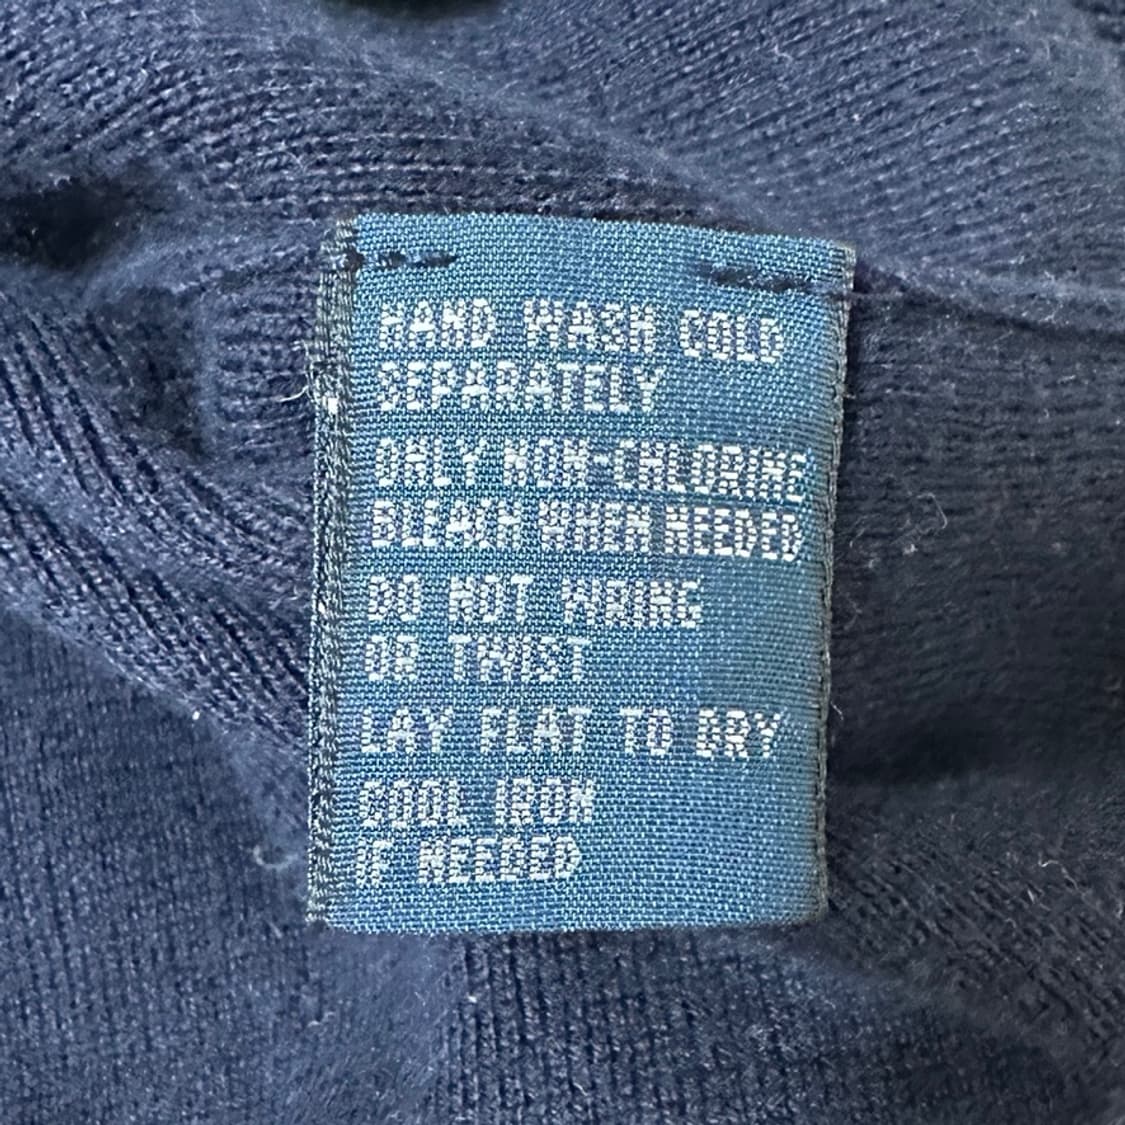 HAND WASH COLD
SEPARATELY
ONLY NON-CHLORINE
BLEACH WHEN NEEDED
DO NOT WRING
OR TWIST
LAY FLAT TO DRY
COOL IRON
IF NEEDED